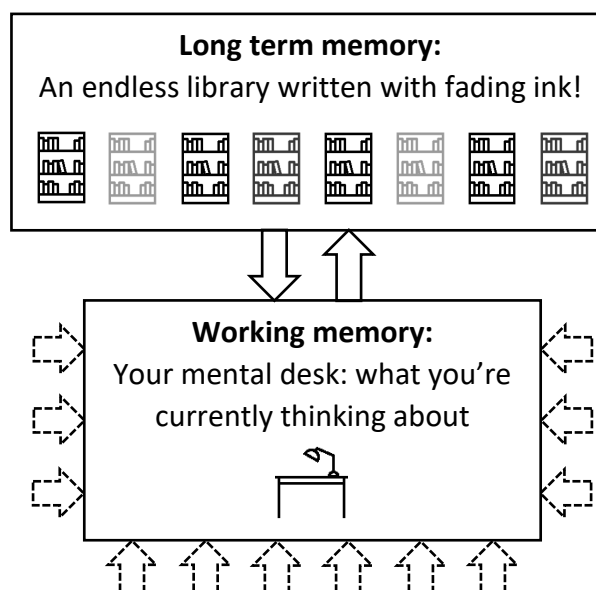 Long term memory:
An endless library written with fading ink!
Working memory:
Your mental desk: what you’re
currently thinking about